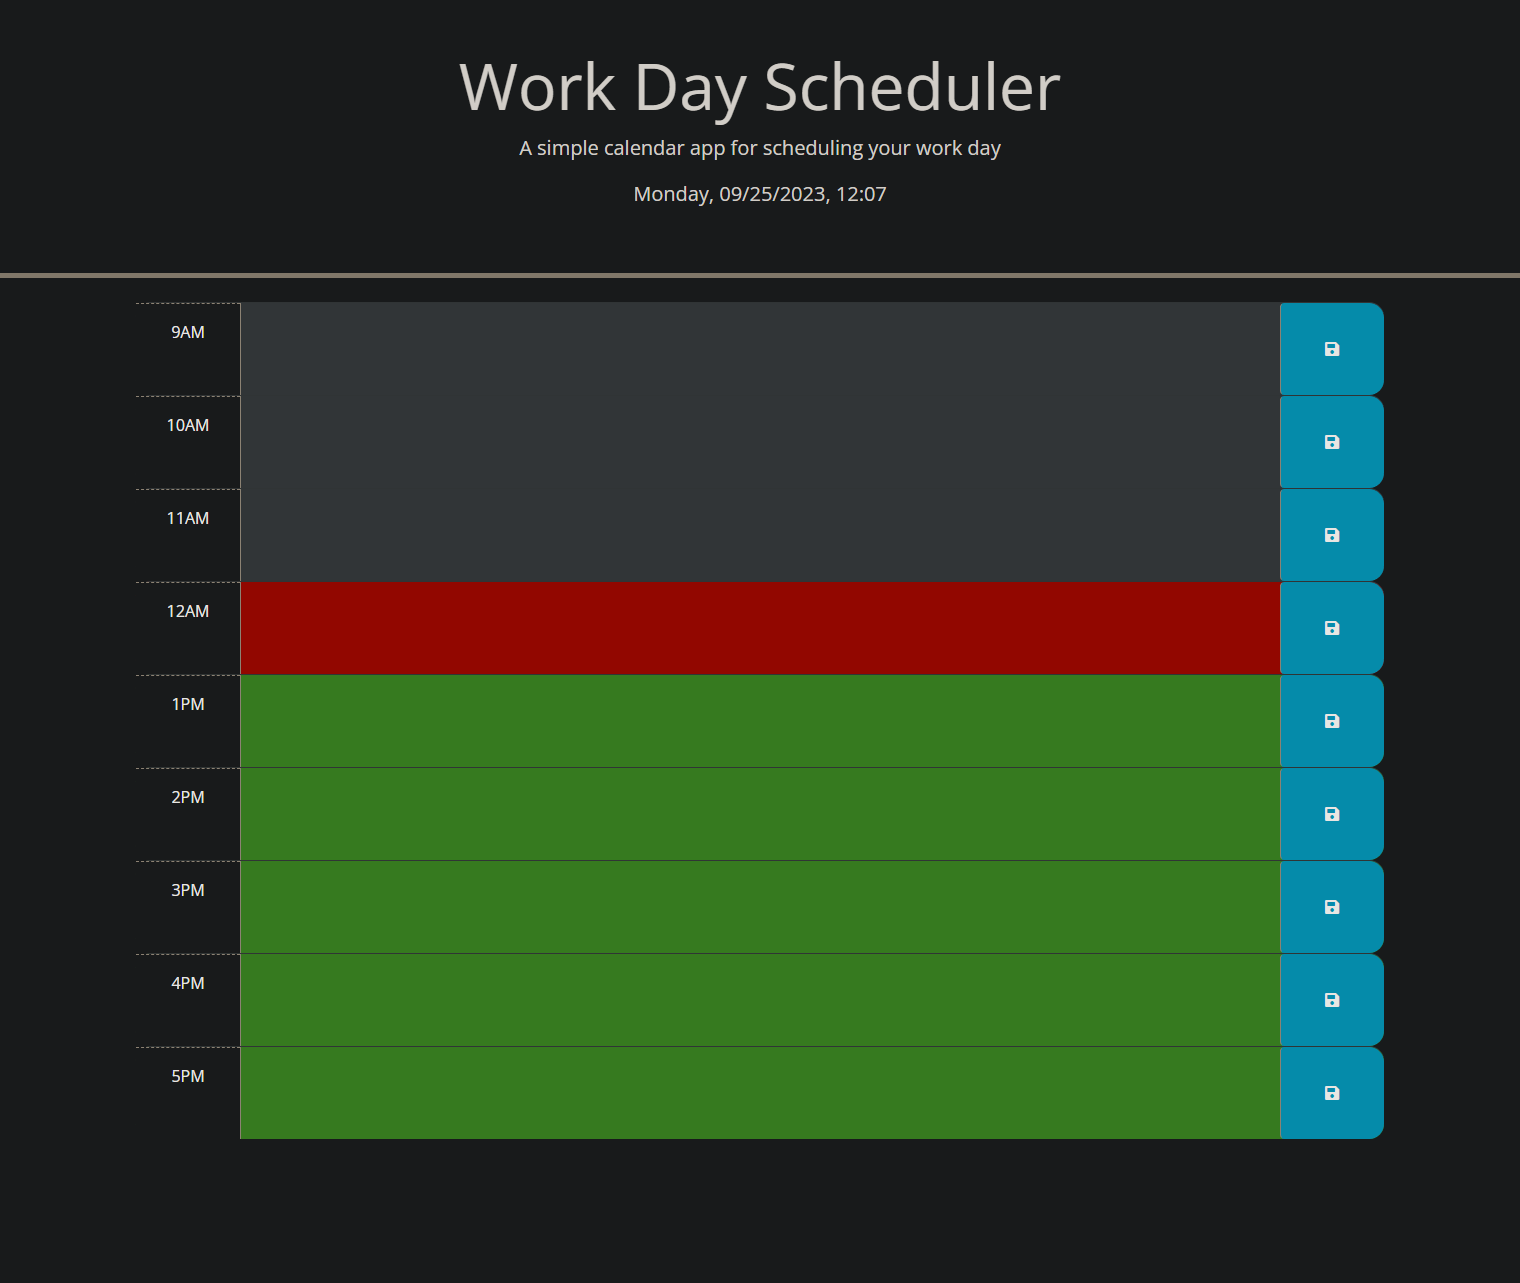 Work Day Scheduler
A simple calendar app for scheduling your work day
Monday, 09/25/2023, 12:07
9AM
10AM
11AM
12AM
1PM
2PM
3PM
4PM
5PM